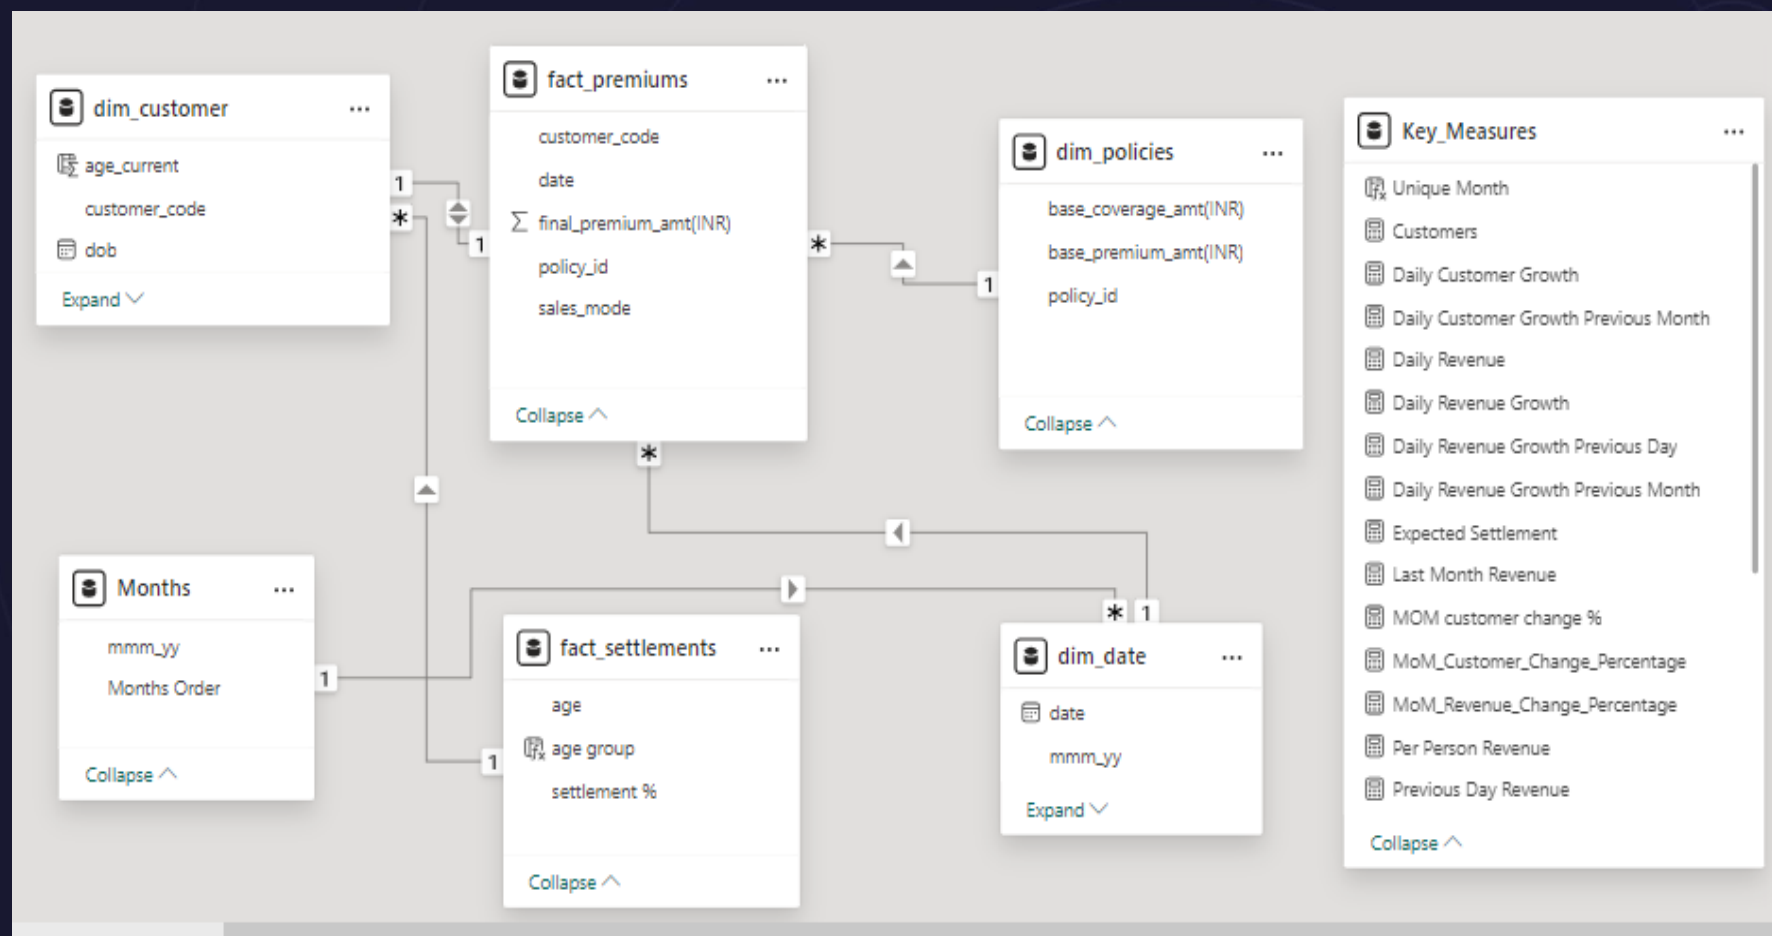 dim_customer
age_current
customer_code
dob
Expand
1
*
fact_premiums
customer_code
date
final_premium_amt(INR)
policy_id
sales_mode
Collapse
1
*
*
dim_policies
base_coverage_amt(INR)
base_premium_amt(INR)
policy_id
Collapse
1
Months
mmm_yy
Months Order
Collapse
1
fact_settlements
age
age group
settlement %
Collapse
1
dim_date
date
mmm_yy
Expand
* 1
Key_Measures
Unique Month
Customers
Daily Customer Growth
Daily Customer Growth Previous Month
Daily Revenue
Daily Revenue Growth
Daily Revenue Growth Previous Day
Daily Revenue Growth Previous Month
Expected Settlement
Last Month Revenue
MOM customer change %
MoM_Customer_Change_Percentage
MoM_Revenue_Change_Percentage
Per Person Revenue
Previous Day Revenue
Collapse